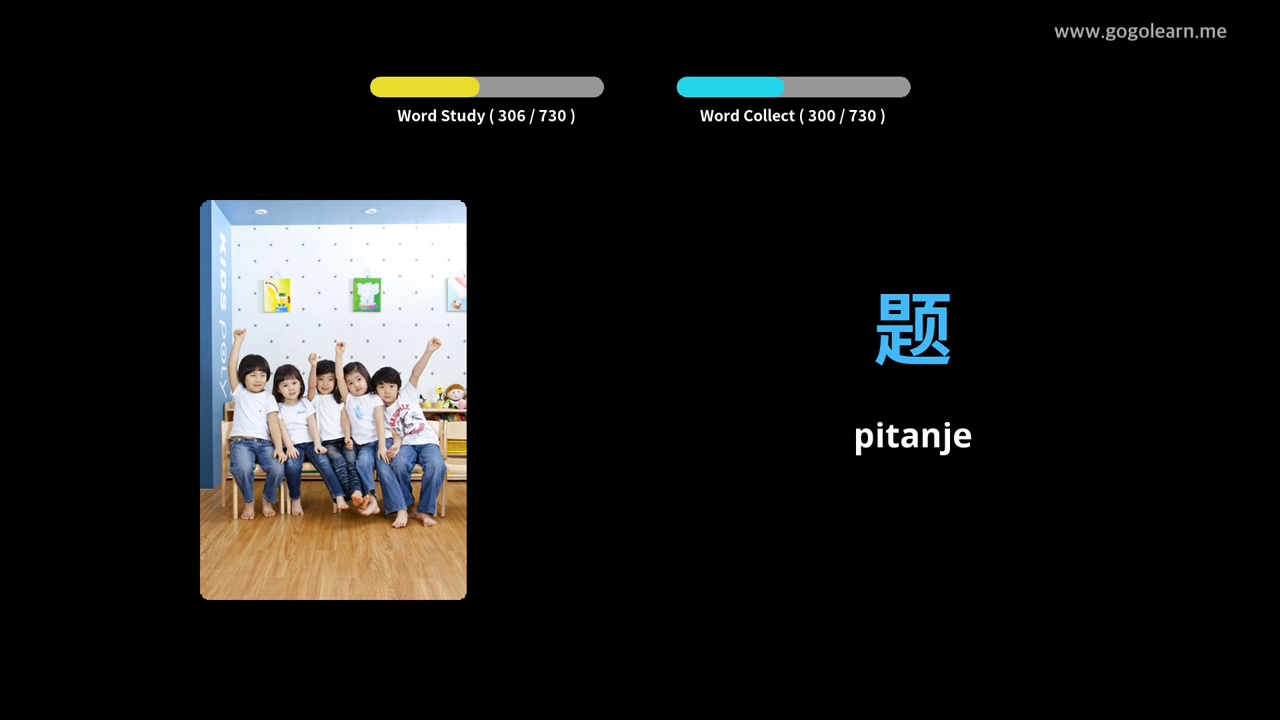 www.gogolearn.me
Word Study ( 306 / 730 )
Word Collect ( 300 / 730 )
KIDS POLY
题
pitanje